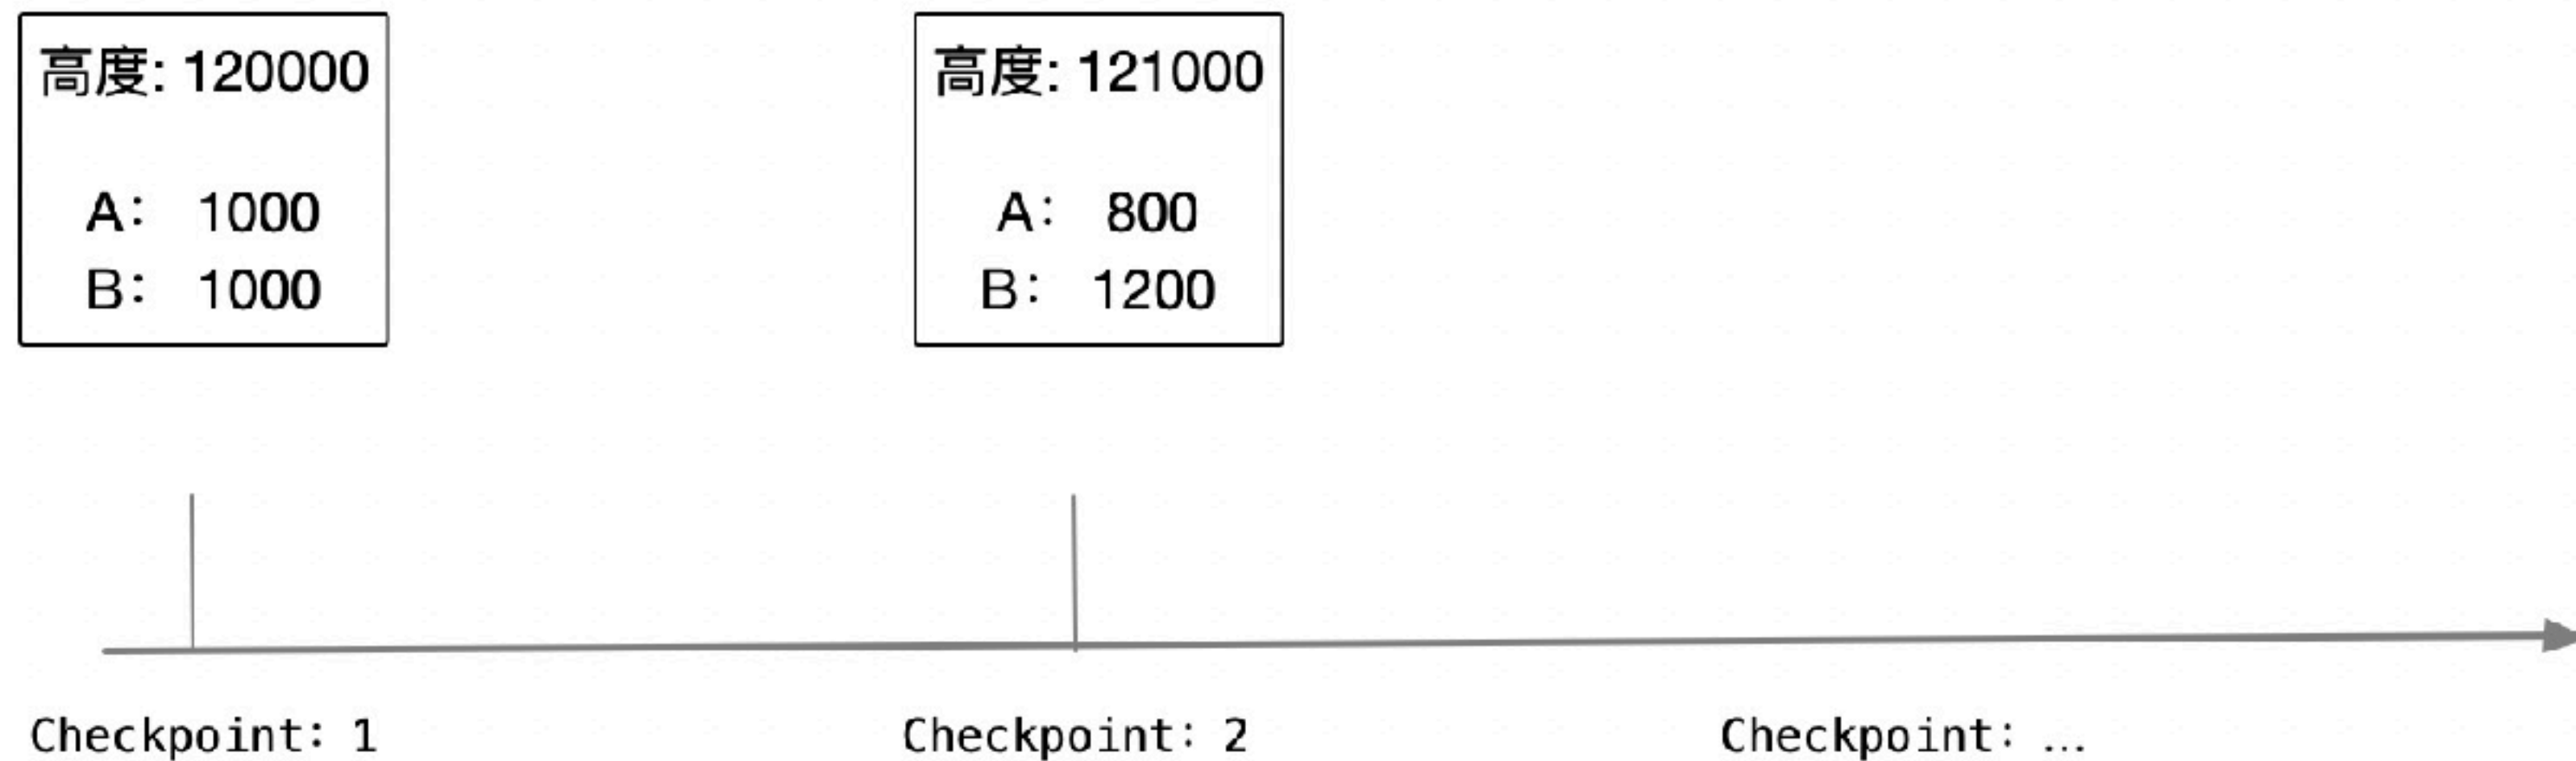 高度: 120000
A: 1000
B: 1000
高度: 121000
A: 800
B: 1200
Checkpoint: 1
Checkpoint: 2
Checkpoint: ...